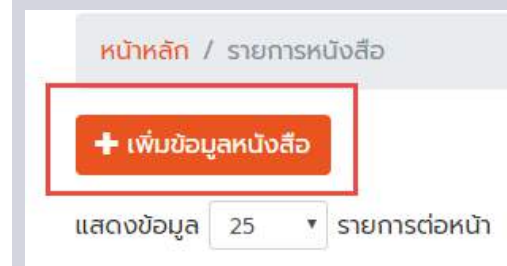 หน้าหลัก / รายการหนังสือ
+ เพิ่มข้อมูลหนังสือ
แสดงข้อมูล 25 รายการต่อหน้า